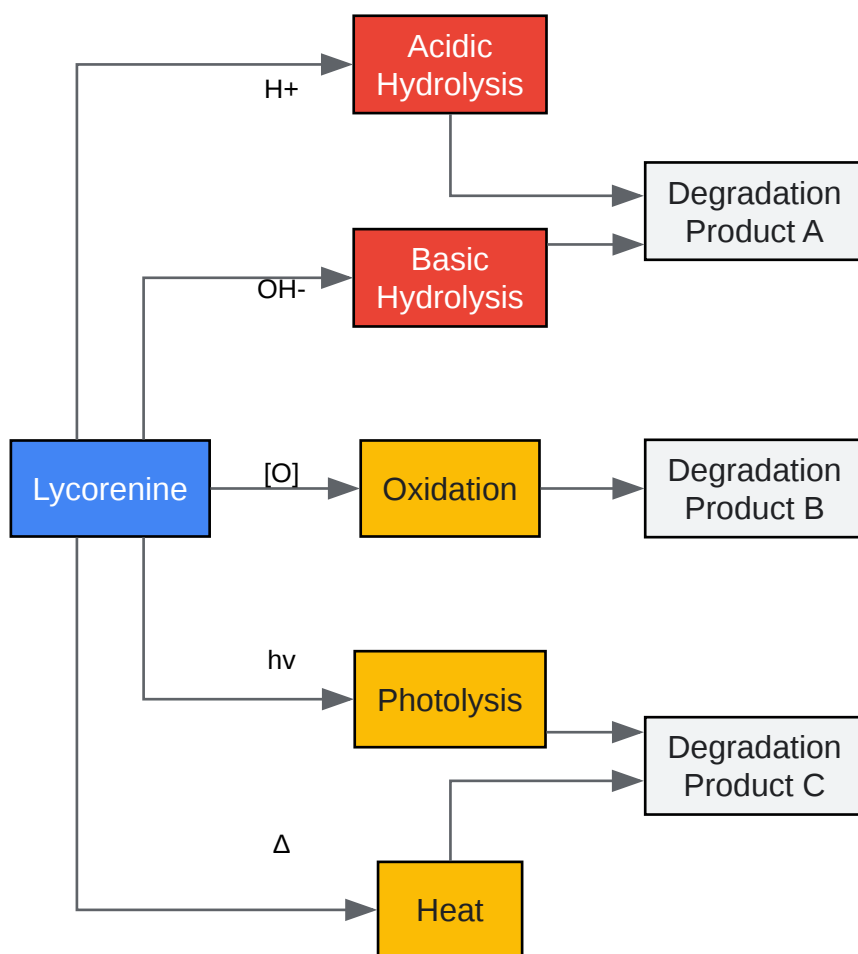 Acidic
Hydrolysis
H+
Degradation
Product A
Basic
Hydrolysis
OH-
Lycorenine
[O]
Oxidation
Degradation
Product B
hv
Photolysis
Degradation
Product C
Δ
Heat